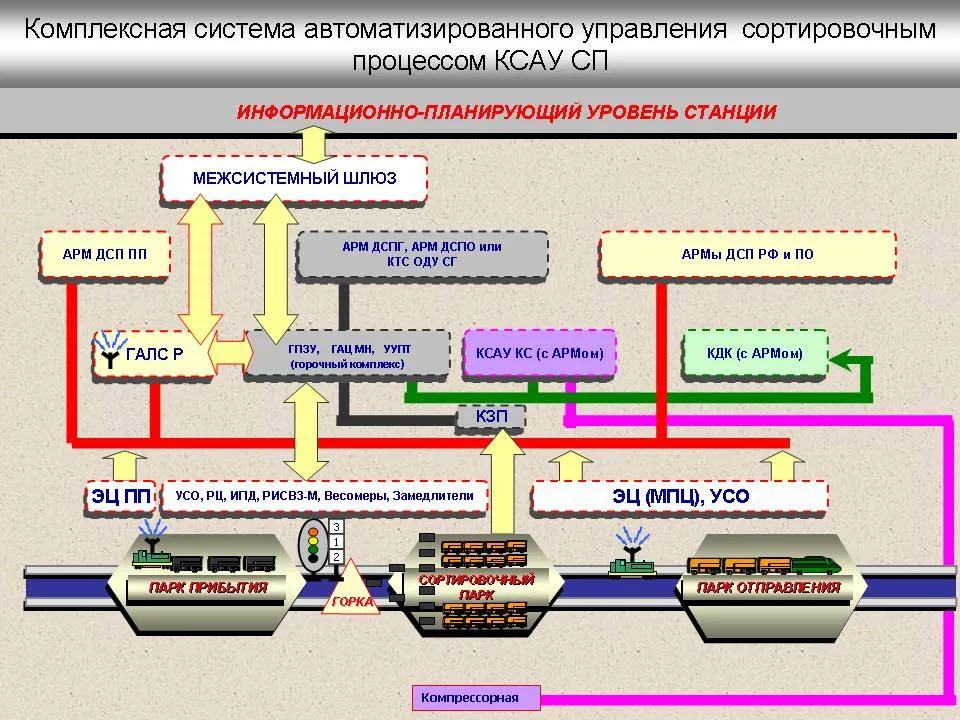 Комплексная система автоматизированного управления сортировочным
процессом КСАУ СП
ИНФОРМАЦИОННО-ПЛАНИРУЮЩИЙ УРОВЕНЬ СТАНЦИИ
МЕЖСИСТЕМНЫЙ ШЛЮЗ
АРМ ДСП ПП
АРМ ДСПГ, АРМ ДСПО или
КТС ОДУ СГ
АРМы ДСП РФ и ПО
ГАЛС Р
ГПЗУ, ГАЦ МН, УУПТ
(горочный комплекс)
КСАУ КС (с АРМом)
КДК (с АРМом)
КЗП
ЭЦ ПП
УСО, РЦ, ИПД, РИСВЗ-М, Весомеры, Замедлители
ЭЦ (МПЦ), УСО
3
1
2
ПАРК ПРИБЫТИЯ
ГОРКА
СОРТИРОВОЧНЫЙ
ПАРК
ПАРК ОТПРАВЛЕНИЯ
Компрессорная